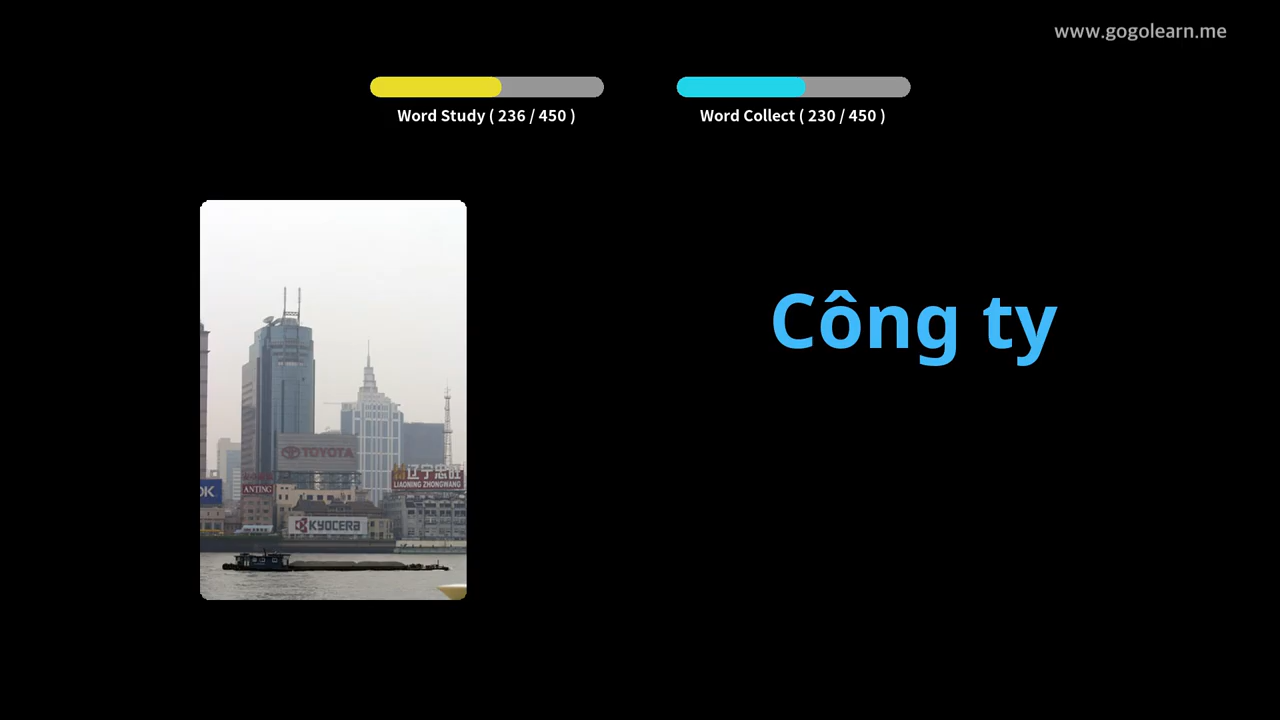 www.gogolearn.me
Word Study ( 236 / 450 )
Word Collect ( 230 / 450 )
Công ty
TOYOTA
辽宁忠旺
LIAONING ZHONGWANG
OK
ANTING
KYOCERA